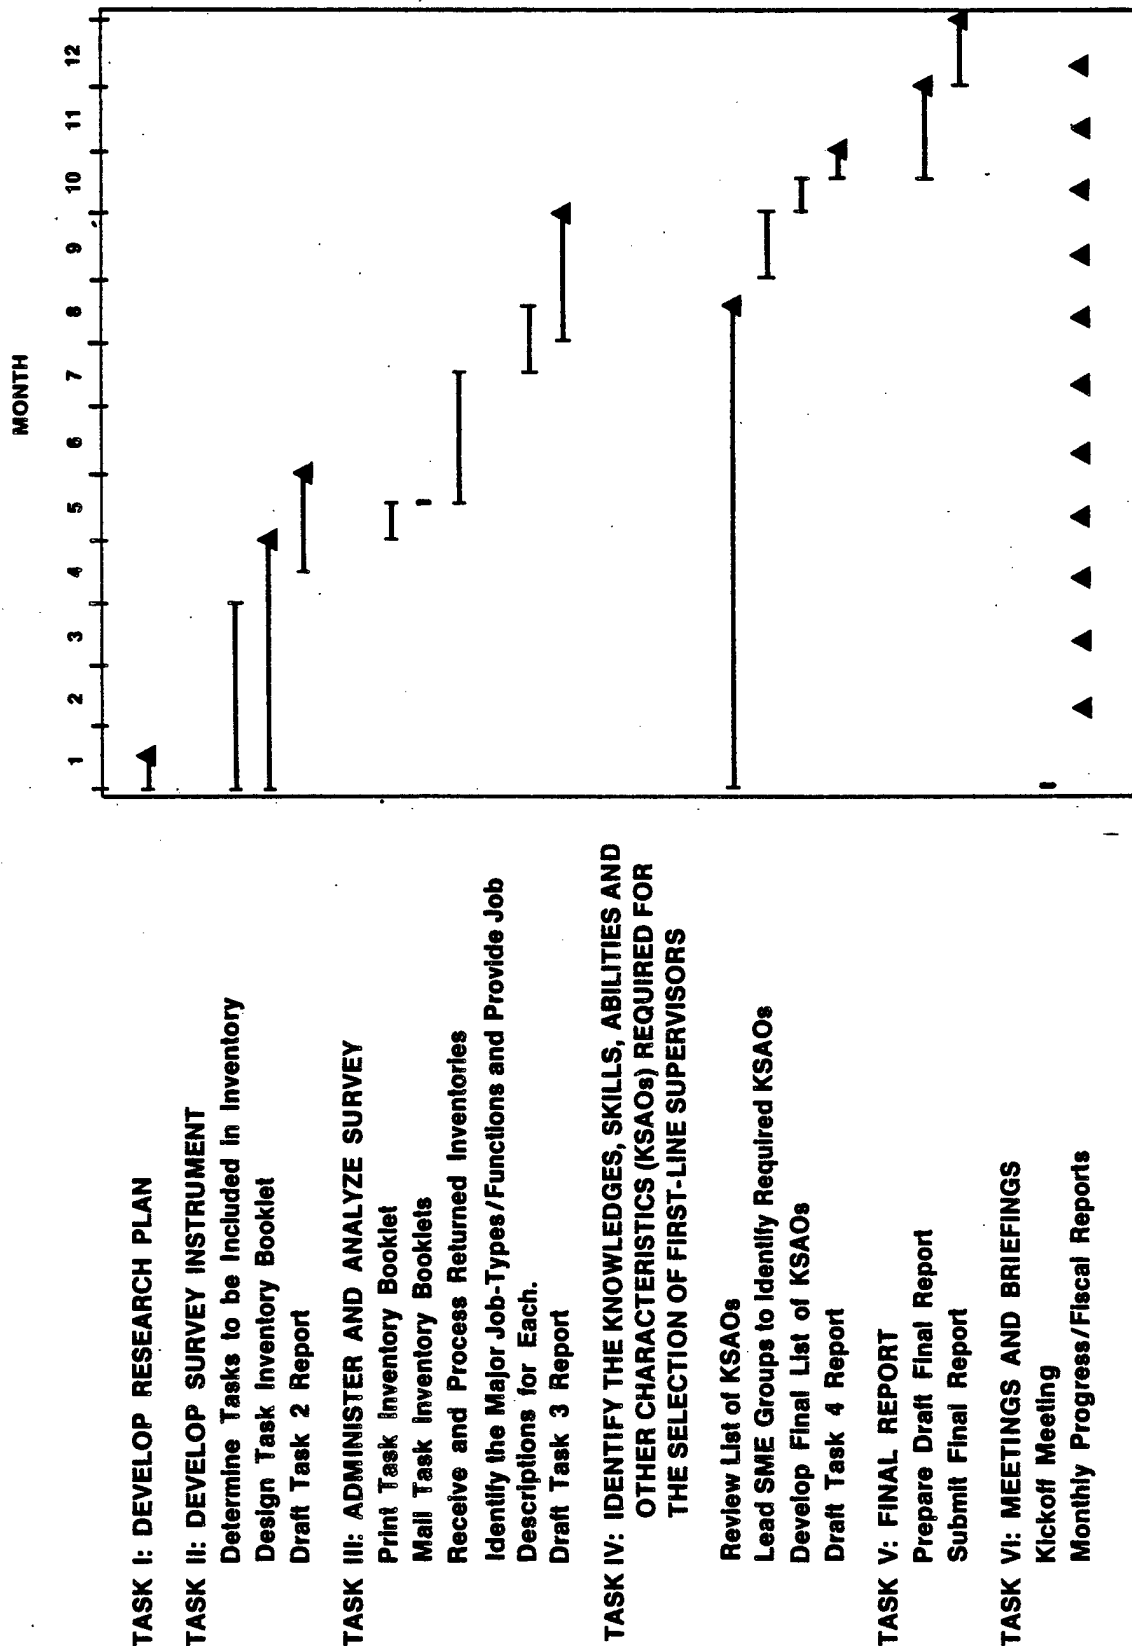 MONTH
1 2 3 4 5 6 7 8 9 10 11 12
TASK I: DEVELOP RESEARCH PLAN
TASK II: DEVELOP SURVEY INSTRUMENT
Determine Tasks to be Included in Inventory
Design Task Inventory Booklet
Draft Task 2 Report
TASK III: ADMINISTER AND ANALYZE SURVEY
Print Task Inventory Booklet
Mail Task Inventory Booklets
Receive and Process Returned Inventories
Identify the Major Job-Types/Functions and Provide Job
Descriptions for Each.
Draft Task 3 Report
TASK IV: IDENTIFY THE KNOWLEDGES, SKILLS, ABILITIES AND
OTHER CHARACTERISTICS (KSAOs) REQUIRED FOR
THE SELECTION OF FIRST-LINE SUPERVISORS
Review List of KSAOs
Lead SME Groups to Identify Required KSAOs
Develop Final List of KSAOs
Draft Task 4 Report
TASK V: FINAL REPORT
Prepare Draft Final Report
Submit Final Report
TASK VI: MEETINGS AND BRIEFINGS
Kickoff Meeting
Monthly Progress/Fiscal Reports